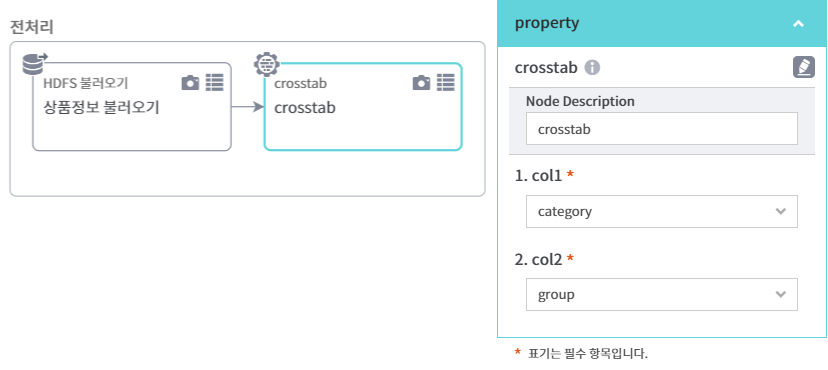 전처리
HDFS 불러오기
상품정보 불러오기
crosstab
crosstab
property
crosstab
Node Description
crosstab
1. col1 *
category
2. col2 *
group
* 표기는 필수 항목입니다.